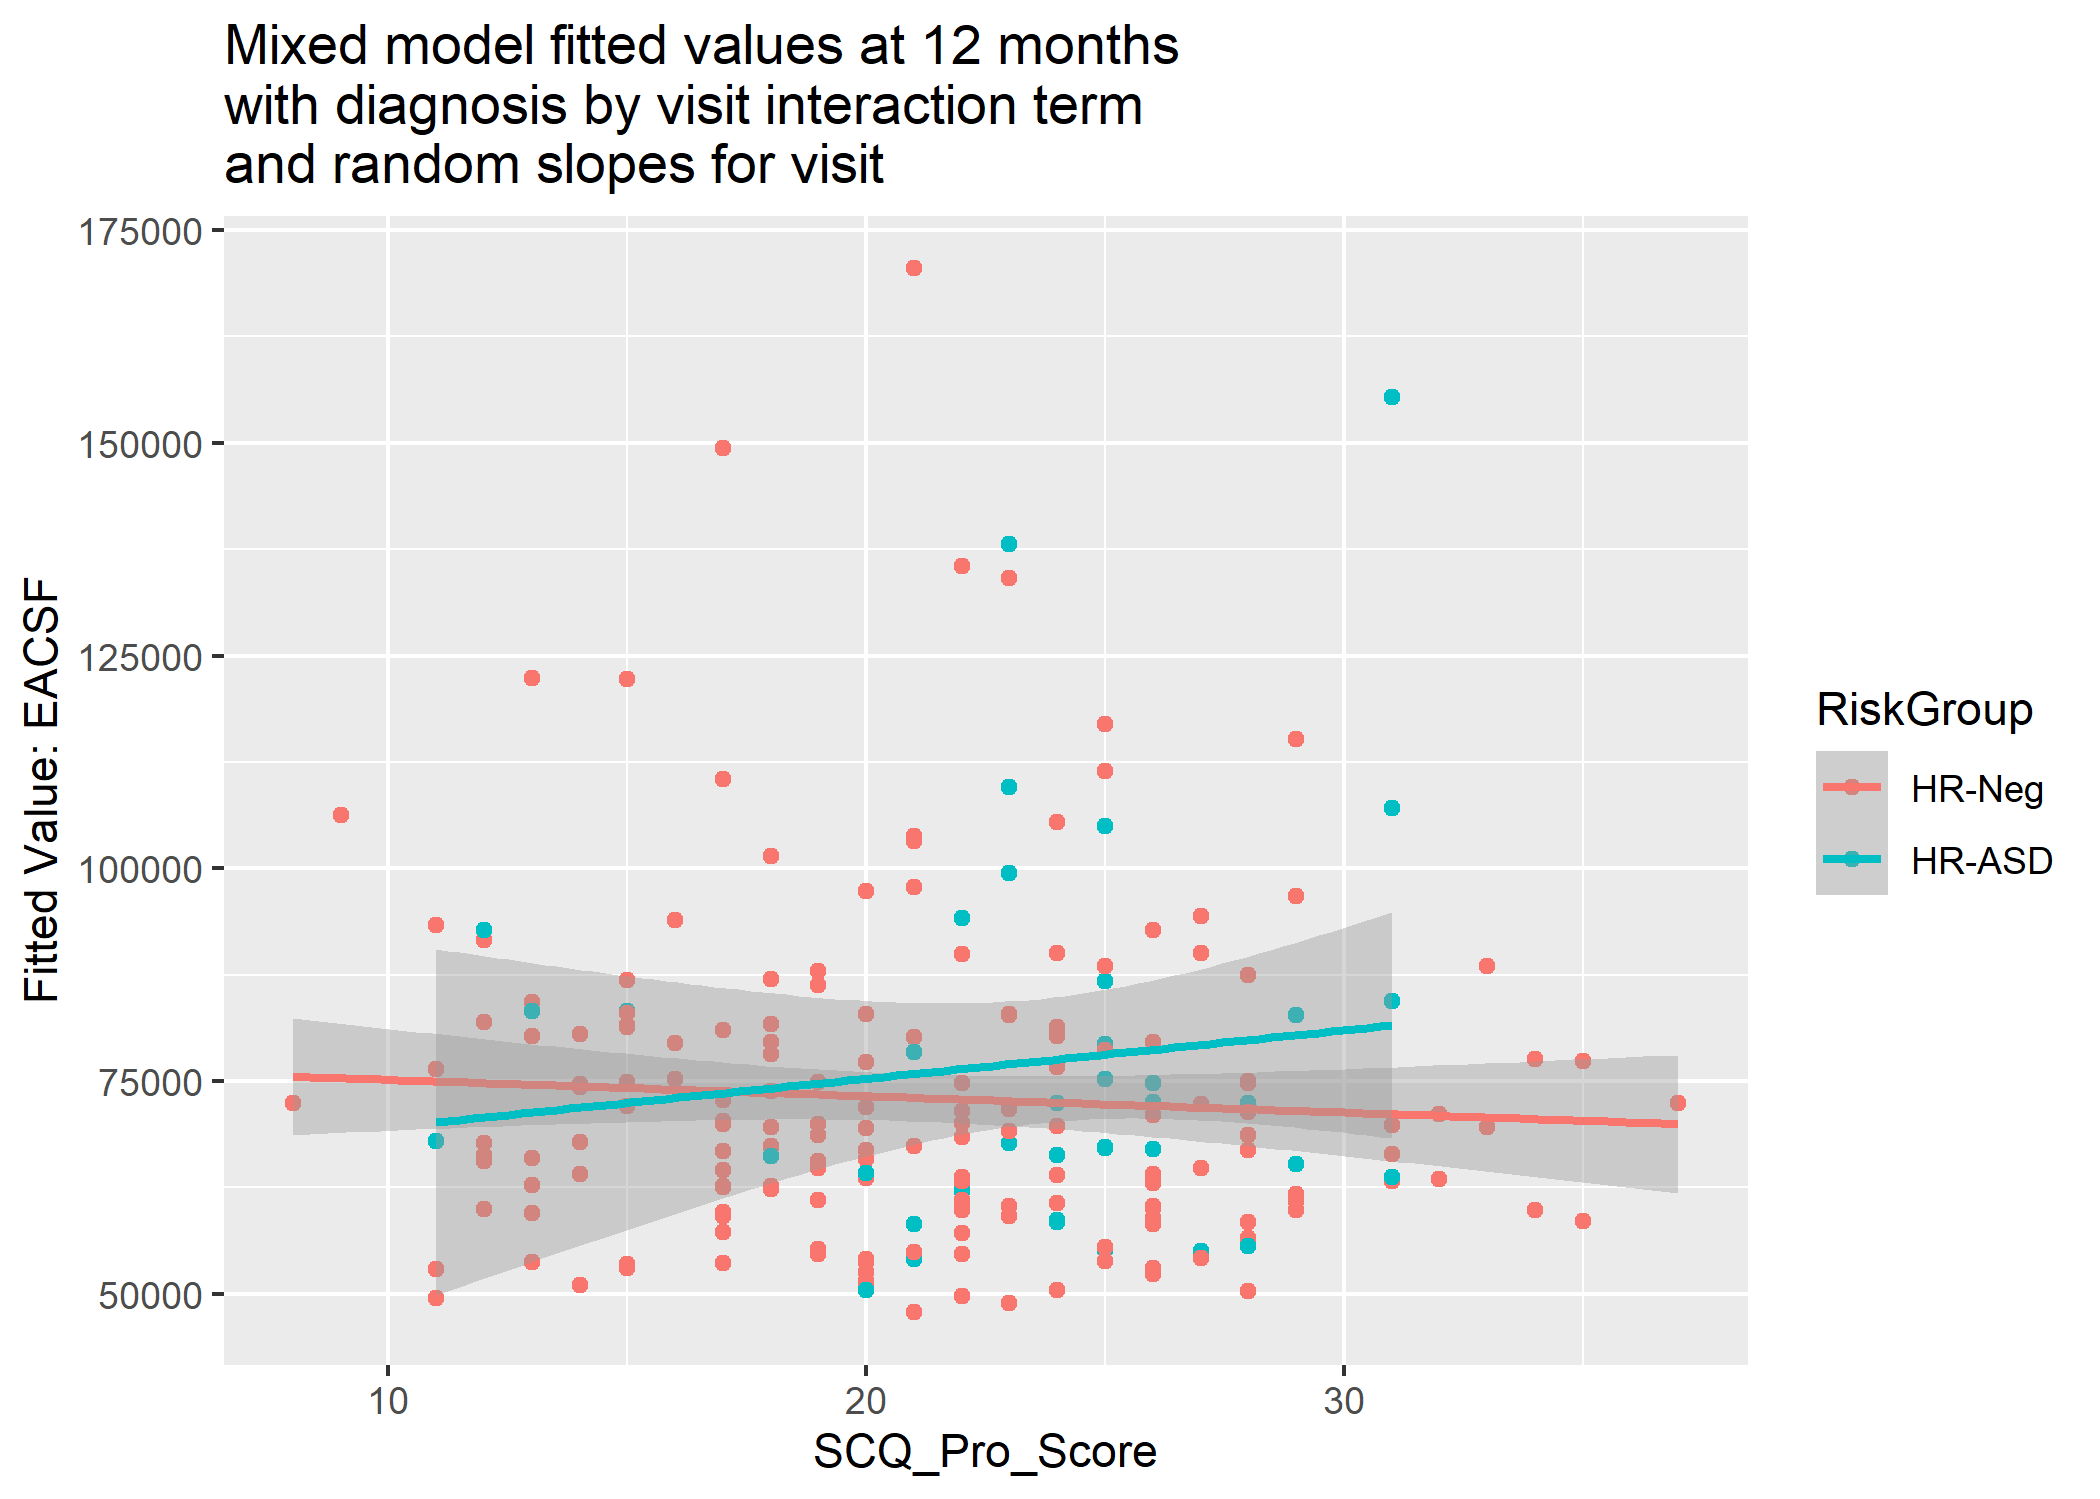 Mixed model fitted values at 12 months
with diagnosis by visit interaction term
and random slopes for visit
175000
150000
125000
100000
75000
50000
Fitted Value: EACSF
10
20
30
SCQ_Pro_Score
RiskGroup
HR-Neg
HR-ASD